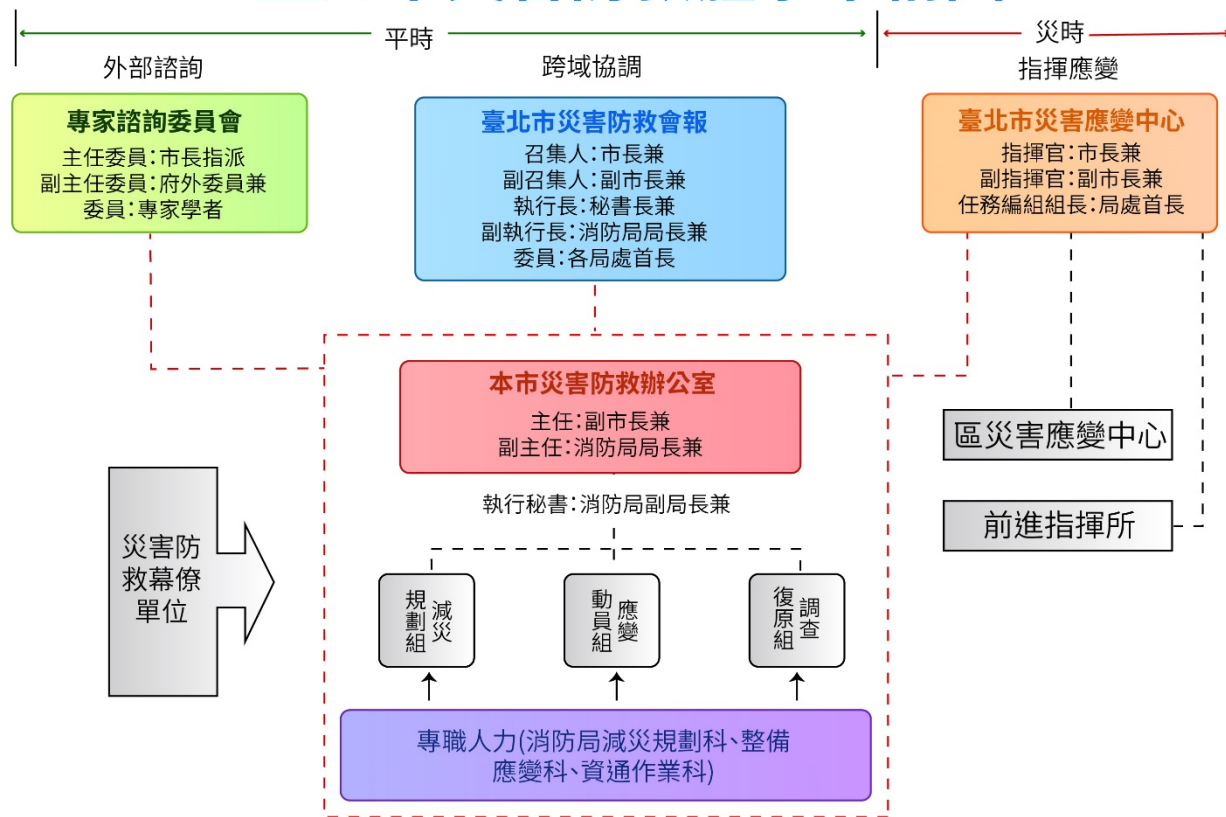 平時
災時
外部諮詢
跨域協調
指揮應變
專家諮詢委員會
主任委員：市長指派
副主任委員：府外委員兼
委員：專家學者
臺北市災害防救會報
召集人：市長兼
副召集人：副市長兼
執行長：秘書長兼
副執行長：消防局局長兼
委員：各局處首長
臺北市災害應變中心
指揮官：市長兼
副指揮官：副市長兼
任務編組組長：局處首長
本市災害防救辦公室
主任：副市長兼
副主任：消防局局長兼
執行秘書：消防局副局長兼
區災害應變中心
前進指揮所
災害防
救幕僚
單位
減災
規劃組
應變
動員組
調查
復原組
專職人力(消防局減災規劃科、整備
應變科、資通作業科)